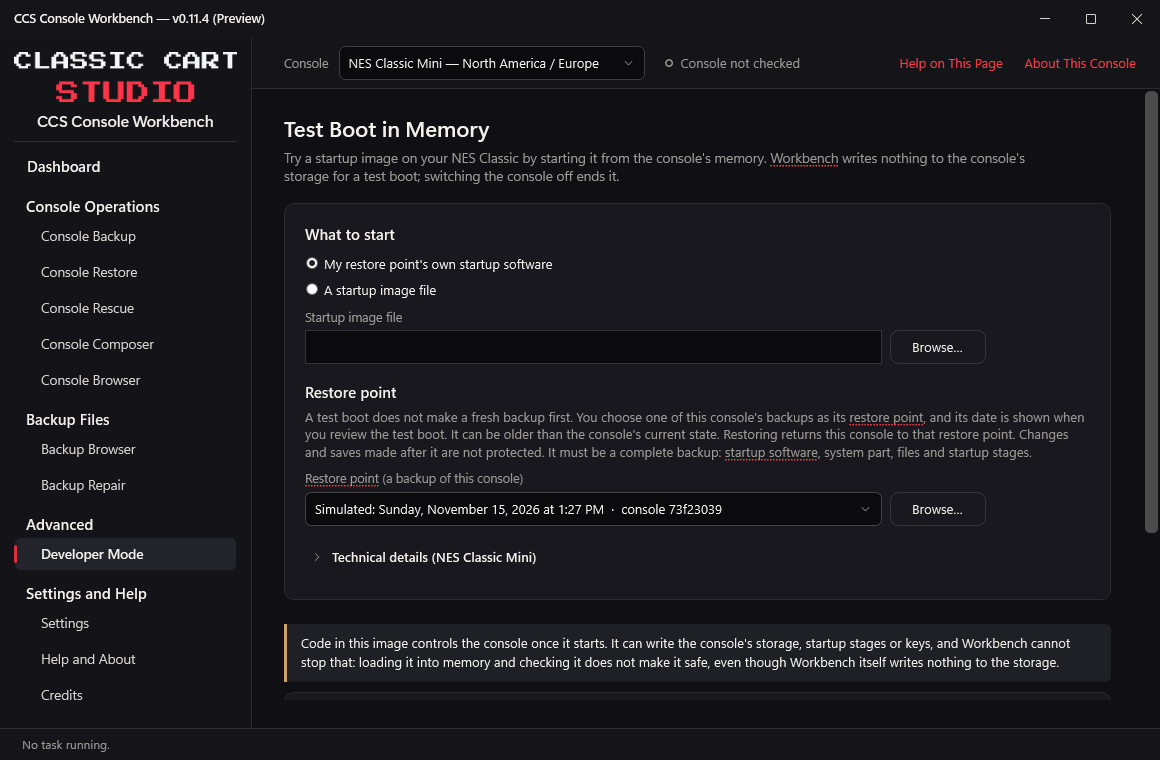 CCS Console Workbench — v0.11.4 (Preview)
CLASSIC CART
STUDIO
CCS Console Workbench
Dashboard
Console Operations
Console Backup
Console Restore
Console Rescue
Console Composer
Console Browser
Backup Files
Backup Browser
Backup Repair
Advanced
Developer Mode
Settings and Help
Settings
Help and About
Credits
Console
NES Classic Mini — North America / Europe
Console not checked
Help on This Page
About This Console
Test Boot in Memory
Try a startup image on your NES Classic by starting it from the console's memory. Workbench writes nothing to the console's
storage for a test boot; switching the console off ends it.
What to start
My restore point's own startup software
A startup image file
Startup image file
Browse...
Restore point
A test boot does not make a fresh backup first. You choose one of this console's backups as its restore point, and its date is shown when
you review the test boot. It can be older than the console's current state. Restoring returns this console to that restore point. Changes
and saves made after it are not protected. It must be a complete backup: startup software, system part, files and startup stages.
Restore point (a backup of this console)
Simulated: Sunday, November 15, 2026 at 1:27 PM · console 73f23039
Browse...
Technical details (NES Classic Mini)
Code in this image controls the console once it starts. It can write the console's storage, startup stages or keys, and Workbench cannot
stop that: loading it into memory and checking it does not make it safe, even though Workbench itself writes nothing to the storage.
No task running.